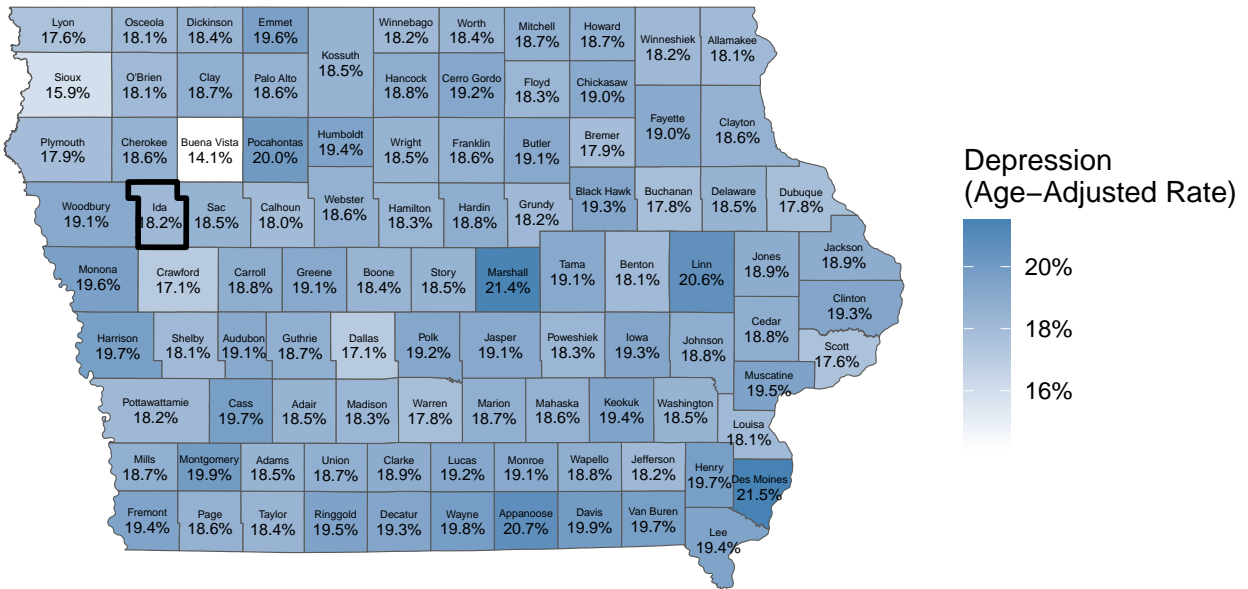 Lyon
17.6%
Osceola
18.1%
Dickinson
18.4%
Emmet
19.6%
Kossuth
18.5%
Winnebago
18.2%
Worth
18.4%
Mitchell
18.7%
Howard
18.7%
Winneshiek
18.2%
Allamakee
18.1%
Sioux
15.9%
O'Brien
18.1%
Clay
18.7%
Palo Alto
18.6%
Hancock
18.8%
Cerro Gordo
19.2%
Floyd
18.3%
Chickasaw
19.0%
Fayette
19.0%
Clayton
18.6%
Plymouth
17.9%
Cherokee
18.6%
Buena Vista
14.1%
Pocahontas
20.0%
Humboldt
19.4%
Wright
18.5%
Franklin
18.6%
Butler
19.1%
Bremer
17.9%
Woodbury
19.1%
Ida
18.2%
Sac
18.5%
Calhoun
18.0%
Webster
18.6%
Hamilton
18.3%
Hardin
18.8%
Grundy
18.2%
Black Hawk
19.3%
Buchanan
17.8%
Delaware
18.5%
Dubuque
17.8%
Monona
19.6%
Crawford
17.1%
Carroll
18.8%
Greene
19.1%
Boone
18.4%
Story
18.5%
Marshall
21.4%
Tama
19.1%
Benton
18.1%
Linn
20.6%
Jones
18.9%
Jackson
18.9%
Clinton
19.3%
Harrison
19.7%
Shelby
18.1%
Audubon
19.1%
Guthrie
18.7%
Dallas
17.1%
Polk
19.2%
Jasper
19.1%
Poweshiek
18.3%
Iowa
19.3%
Johnson
18.8%
Cedar
18.8%
Scott
17.6%
Muscatine
19.5%
Pottawattamie
18.2%
Cass
19.7%
Adair
18.5%
Madison
18.3%
Warren
17.8%
Marion
18.7%
Mahaska
18.6%
Keokuk
19.4%
Washington
18.5%
Louisa
18.1%
Mills
18.7%
Montgomery
19.9%
Adams
18.5%
Union
18.7%
Clarke
18.9%
Lucas
19.2%
Monroe
19.1%
Wapello
18.8%
Jefferson
18.2%
Henry
19.7%
Des Moines
21.5%
Fremont
19.4%
Page
18.6%
Taylor
18.4%
Ringgold
19.5%
Decatur
19.3%
Wayne
19.8%
Appanoose
20.7%
Davis
19.9%
Van Buren
19.7%
Lee
19.4%
Depression
(Age−Adjusted Rate)
20%
18%
16%